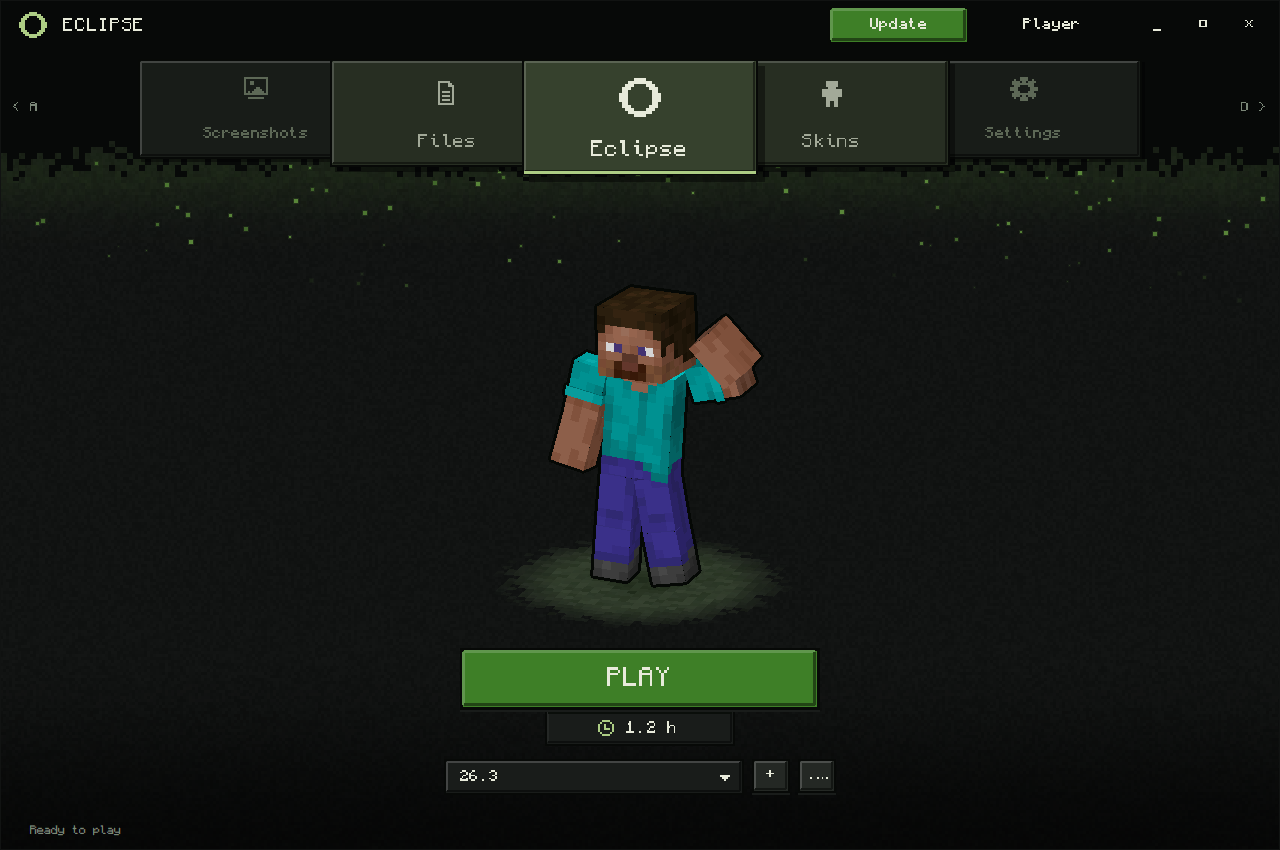 ECLIPSE
Update
Player
< A
Screenshots
Files
Eclipse
Skins
Settings
D >
PLAY
1.2 h
26.3
+
....
Ready to play